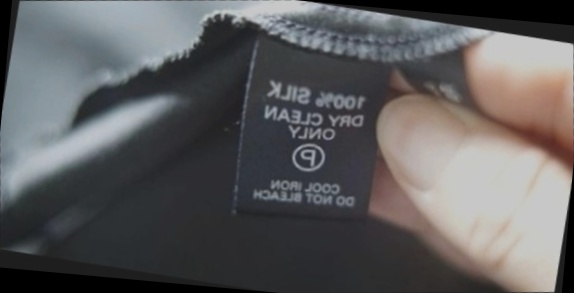 100% SILK
DRY CLEAN
ONLY
P
COOL IRON
DO NOT BLEACH